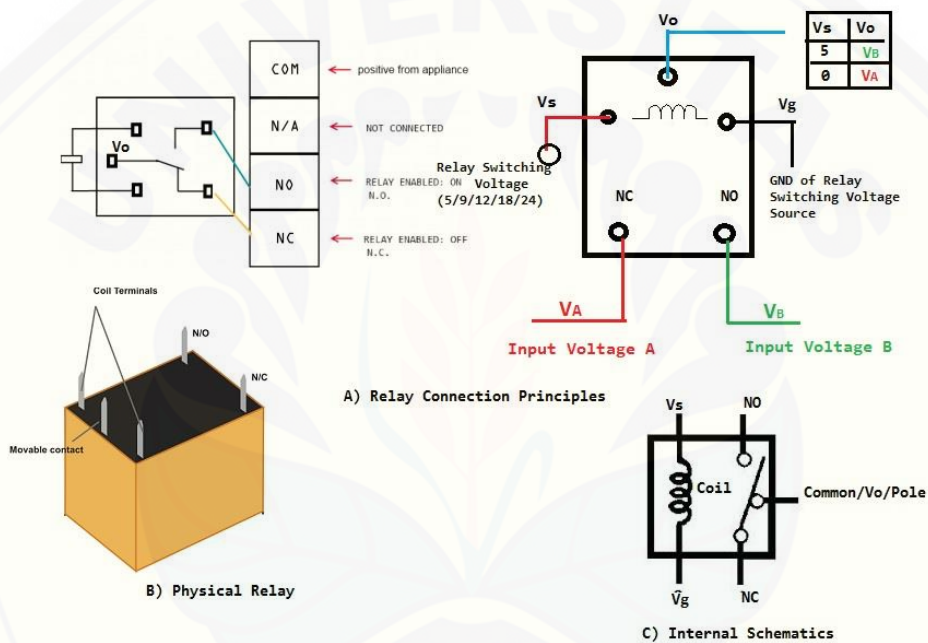 COM
positive from appliance
N/A
NOT CONNECTED
NO
RELAY ENABLED: ON
N.O.
NC
RELAY ENABLED: OFF
N.C.
Vo
Vo
Vs
Vg
Relay Switching
Voltage
(5/9/12/18/24)
GND of Relay
Switching Voltage
Source
NC
NO
VA
VB
Input Voltage A
Input Voltage B
Vs Vo
5 VB
0 VA
A) Relay Connection Principles
Coil Terminals
N/O
N/C
Movable contact
B) Physical Relay
Vs
NO
Coil
Common/Vo/Pole
Vg
NC
C) Internal Schematics
UNIVERSITAS